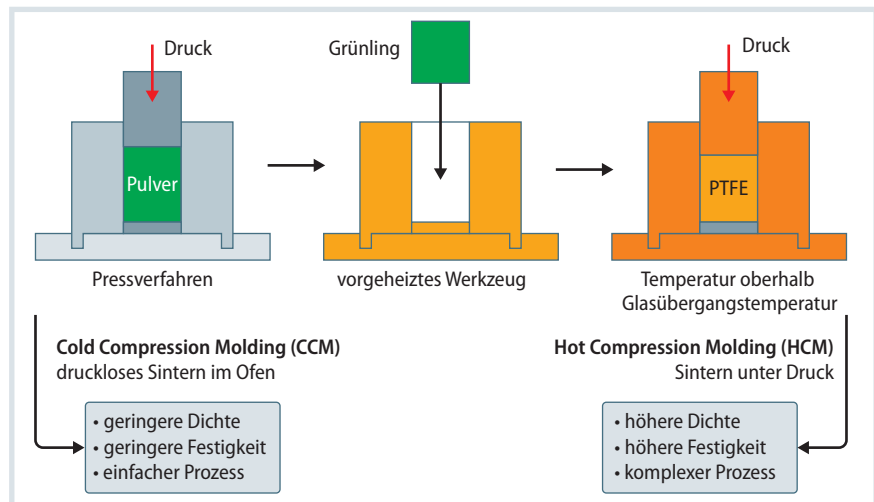 Druck
Grünling
Druck
Pulver
PTFE
Pressverfahren
vorgeheiztes Werkzeug
Temperatur oberhalb
Glasübergangstemperatur
Cold Compression Molding (CCM)
druckloses Sintern im Ofen
• geringere Dichte
• geringere Festigkeit
• einfacher Prozess
Hot Compression Molding (HCM)
Sintern unter Druck
• höhere Dichte
• höhere Festigkeit
• komplexer Prozess